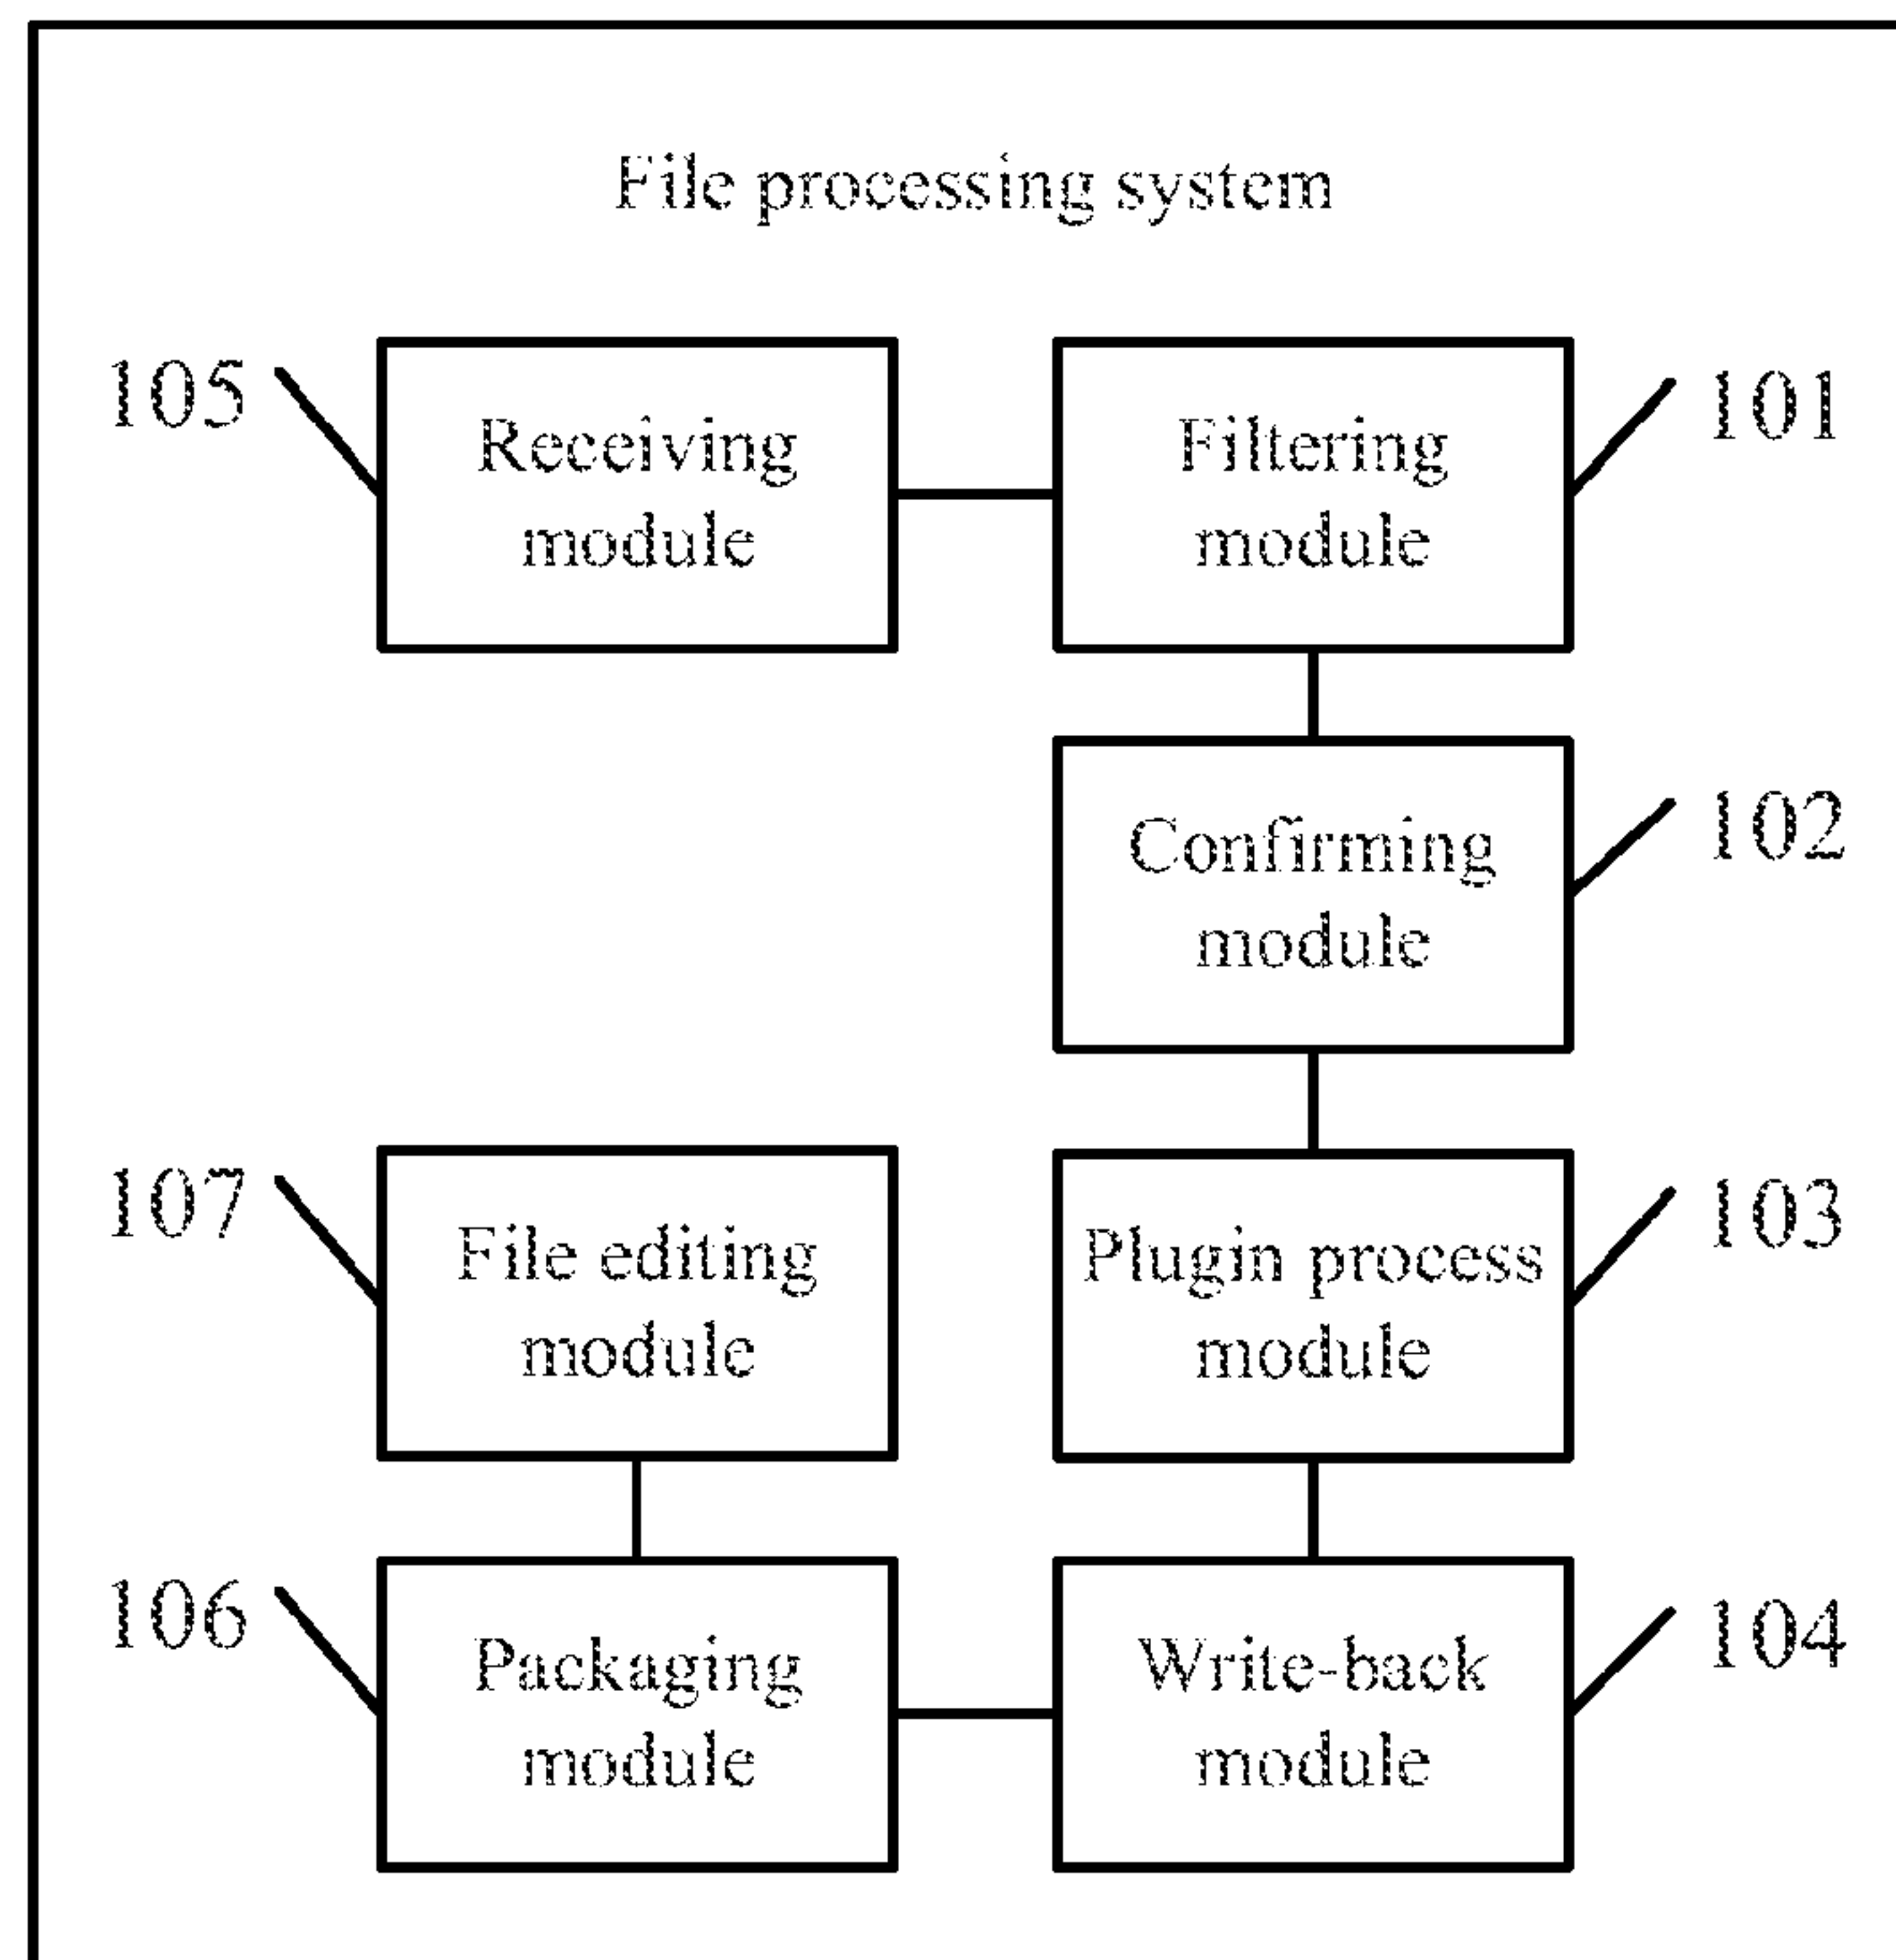 File processing system
105
Receiving
module
Filtering
module
101
Confirming
module
102
107
File editing
module
Plugin process
module
103
106
Packaging
module
Write-back
module
104